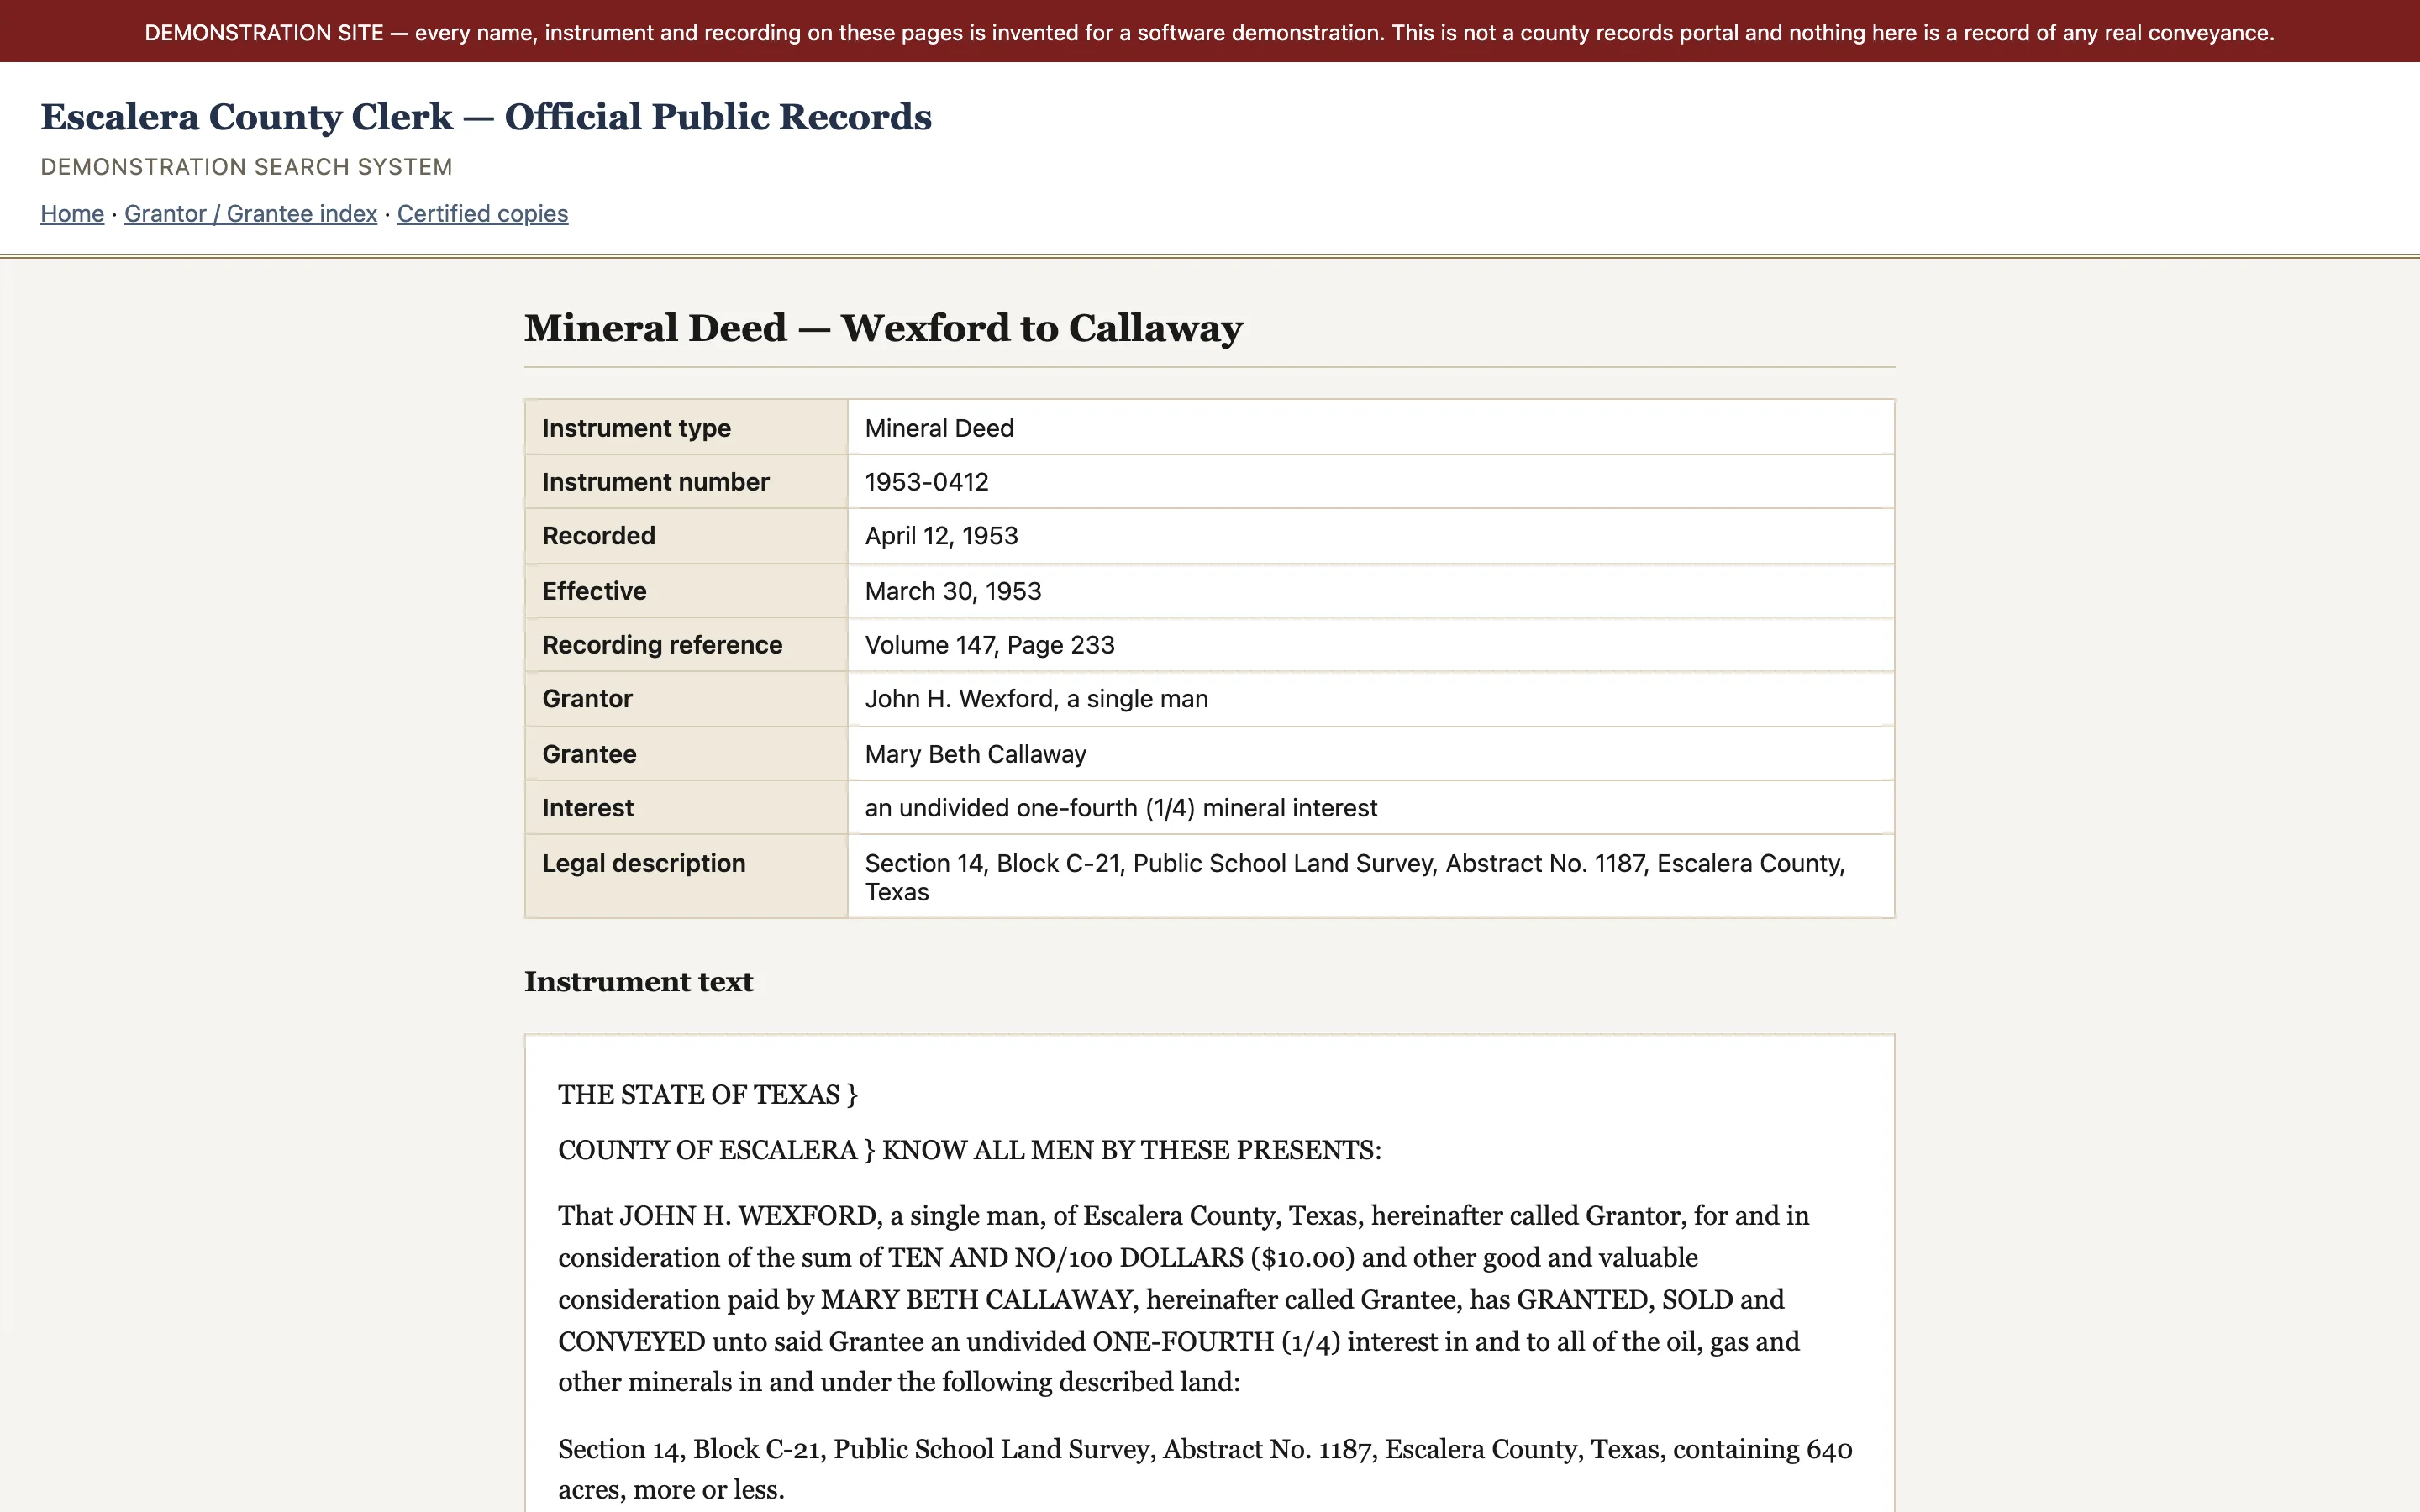 DEMONSTRATION SITE — every name, instrument and recording on these pages is invented for a software demonstration. This is not a county records portal and nothing here is a record of any real conveyance.
Escalera County Clerk — Official Public Records
DEMONSTRATION SEARCH SYSTEM
Home · Grantor / Grantee index · Certified copies
Mineral Deed — Wexford to Callaway
Instrument type Mineral Deed
Instrument number 1953-0412
Recorded April 12, 1953
Effective March 30, 1953
Recording reference Volume 147, Page 233
Grantor John H. Wexford, a single man
Grantee Mary Beth Callaway
Interest an undivided one-fourth (1/4) mineral interest
Legal description Section 14, Block C-21, Public School Land Survey, Abstract No. 1187, Escalera County,
Texas
Instrument text
THE STATE OF TEXAS }
COUNTY OF ESCALERA } KNOW ALL MEN BY THESE PRESENTS:
That JOHN H. WEXFORD, a single man, of Escalera County, Texas, hereinafter called Grantor, for and in
consideration of the sum of TEN AND NO/100 DOLLARS ($10.00) and other good and valuable
consideration paid by MARY BETH CALLAWAY, hereinafter called Grantee, has GRANTED, SOLD and
CONVEYED unto said Grantee an undivided ONE-FOURTH (1/4) interest in and to all of the oil, gas and
other minerals in and under the following described land:
Section 14, Block C-21, Public School Land Survey, Abstract No. 1187, Escalera County, Texas, containing 640
acres, more or less.